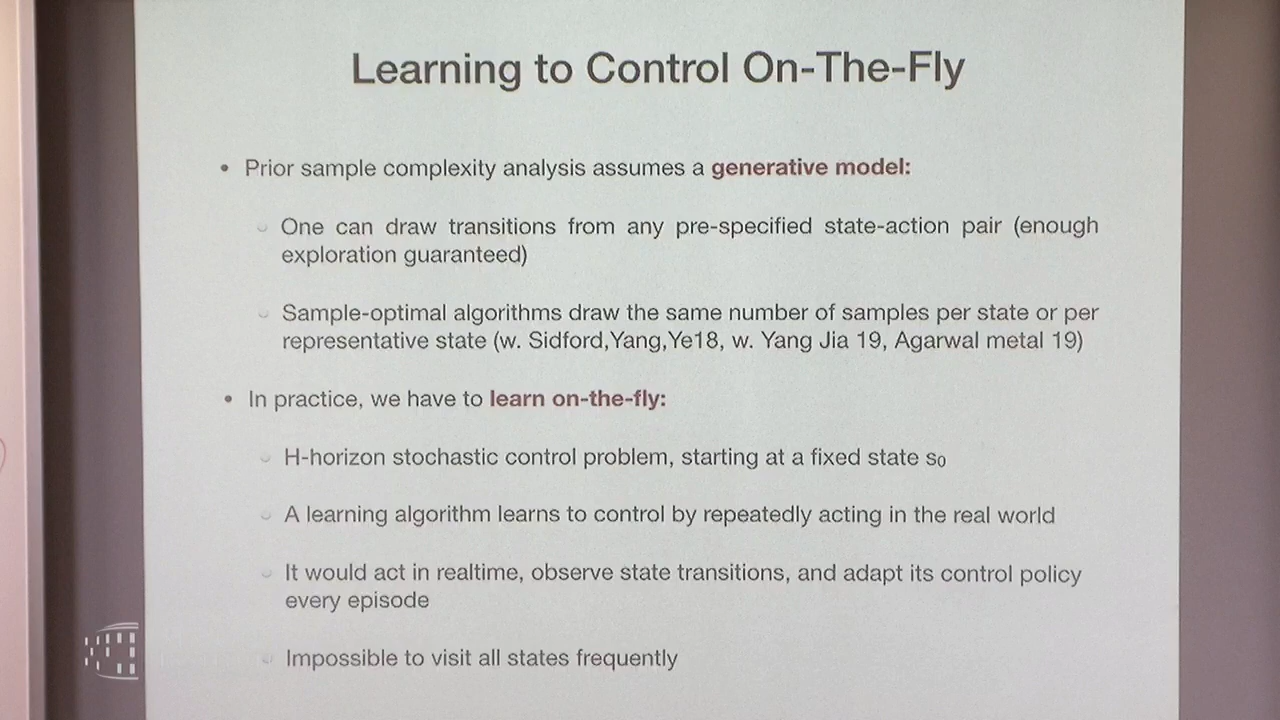 Learning to Control On-The-Fly
• Prior sample complexity analysis assumes a generative model:
One can draw transitions from any pre-specified state-action pair (enough
exploration guaranteed)
Sample-optimal algorithms draw the same number of samples per state or per
representative state (w. Sidford,Yang,Ye18, w. Yang Jia 19, Agarwal metal 19)
• In practice, we have to learn on-the-fly:
H-horizon stochastic control problem, starting at a fixed state s₀
A learning algorithm learns to control by repeatedly acting in the real world
It would act in realtime, observe state transitions, and adapt its control policy
every episode
Impossible to visit all states frequently